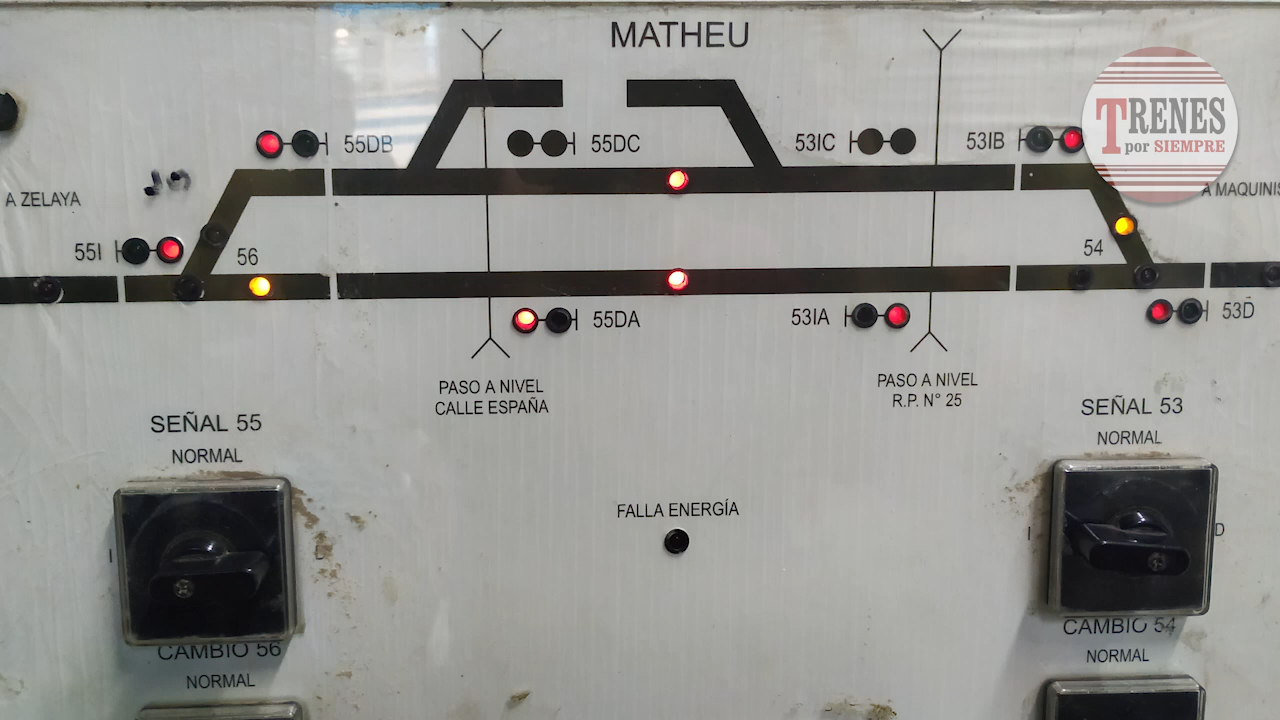 MATHEU
TRENES
por SIEMPRE
55DB
55DC
53IC
53IB
A ZELAYA
55I
56
54
55DA
53IA
53D
PASO A NIVEL
CALLE ESPAÑA
PASO A NIVEL
R.P. N° 25
SEÑAL 55
NORMAL
SEÑAL 53
NORMAL
FALLA ENERGÍA
I
I
D
CAMBIO 56
NORMAL
CAMBIO 54
NORMAL